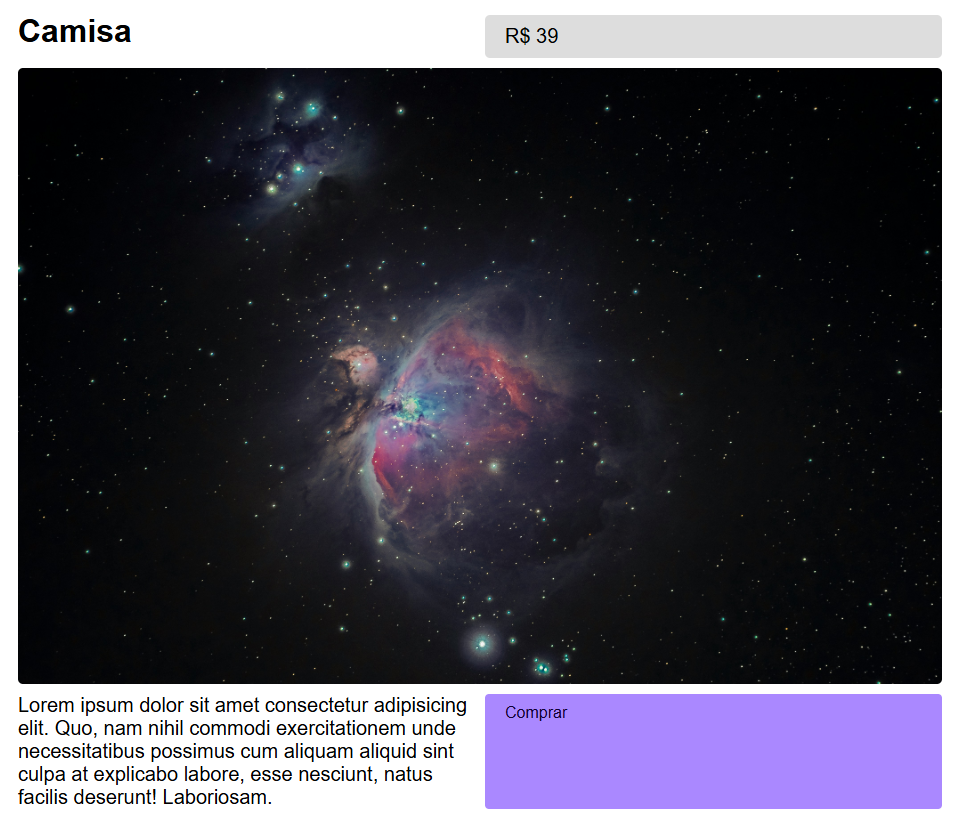 Camisa
R$ 39
Lorem ipsum dolor sit amet consectetur adipisicing
elit. Quo, nam nihil commodi exercitationem unde
necessitatibus possimus cum aliquam aliquid sint
culpa at explicabo labore, esse nesciunt, natus
facilis deserunt! Laboriosam.
Comprar